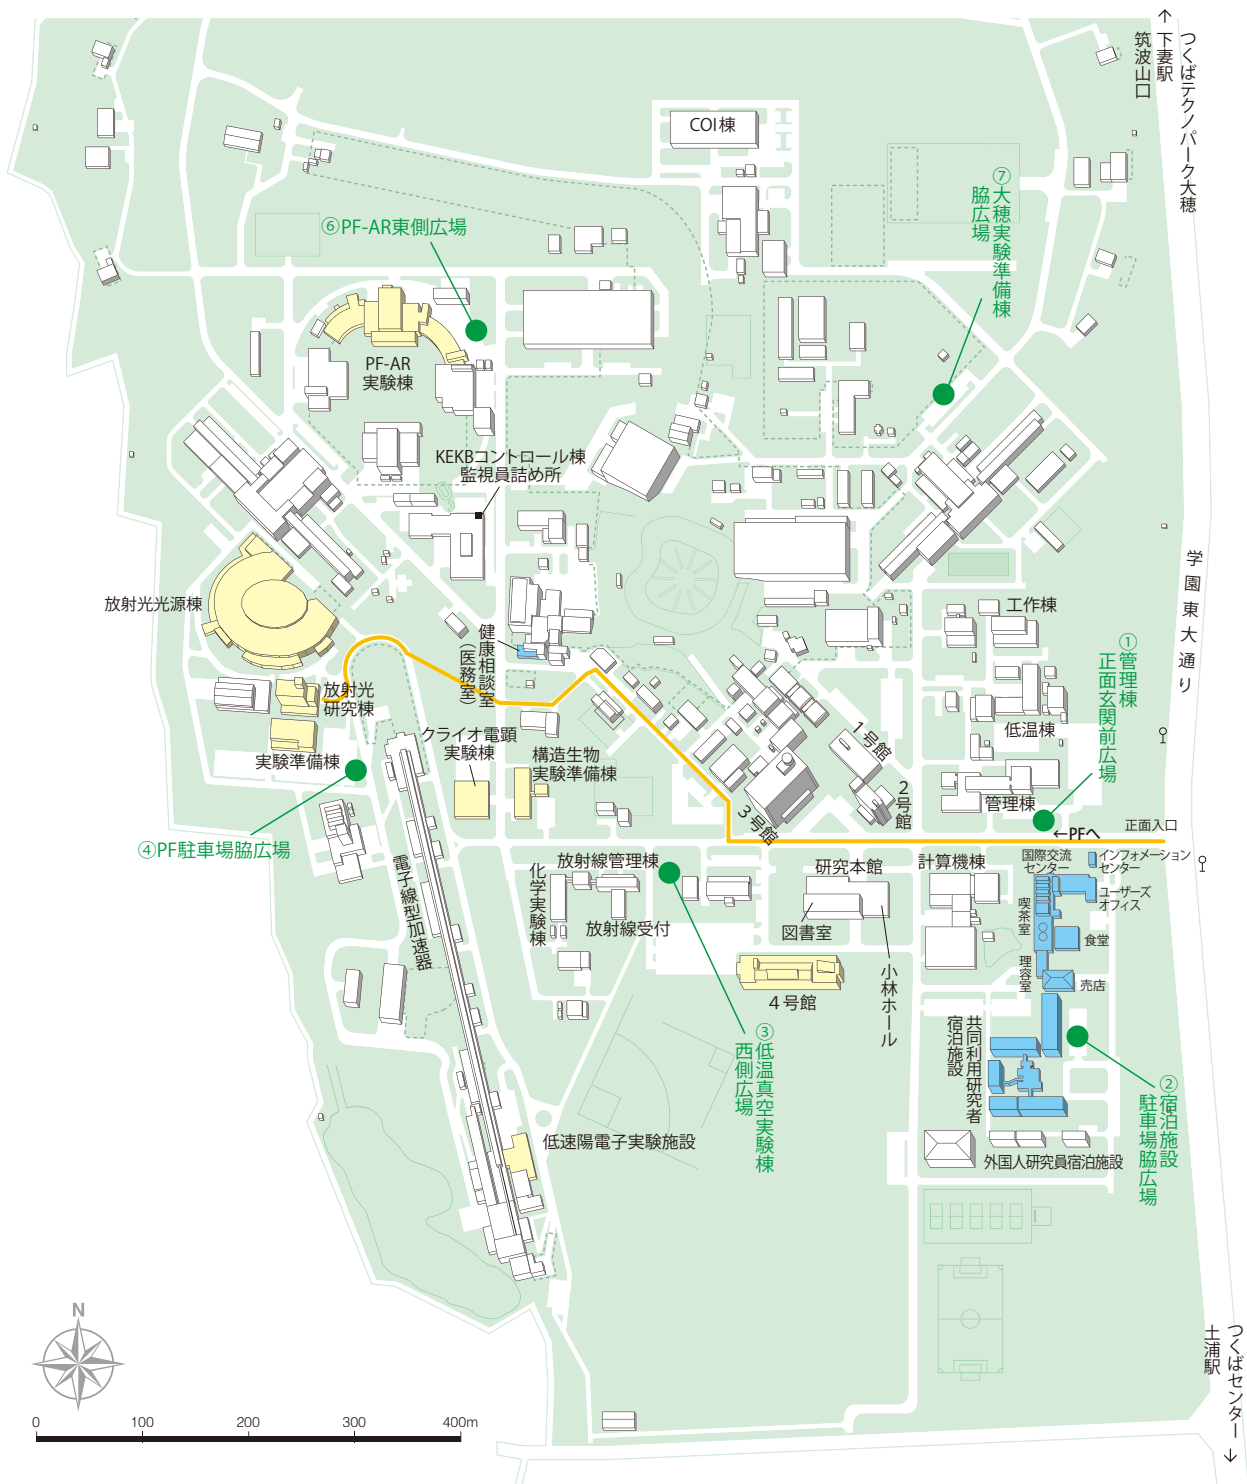 ↑
つくばテクノパーク大穂
下妻駅
筑波山口
COI棟
⑦大穂実験準備棟
脇広場
⑥PF-AR東側広場
PF-AR
実験棟
KEKBコントロール棟
監視員詰め所
学園東大通り
放射光光源棟
工作棟
健康相談室
(医務室)
①管理棟
正面玄関前広場
放射光
研究棟
低温棟
クライオ電顕
実験棟
1号館
構造生物
実験準備棟
実験準備棟
2号館
管理棟
3号館
←PFへ
正面入口
④PF駐車場脇広場
電子線型加速器
化学実験棟
放射線管理棟
放射線受付
研究本館
図書室
小林ホール
計算機棟
国際交流
センター
インフォメーション
センター
ユーザーズ
オフィス
喫茶室
食堂
理容室
売店
4号館
③低温真空実験棟
西側広場
共同利用研究者
宿泊施設
②宿泊施設
駐車場脇広場
低速陽電子実験施設
外国人研究員宿泊施設
N
0 100 200 300 400m
つくばセンター
土浦駅
↓